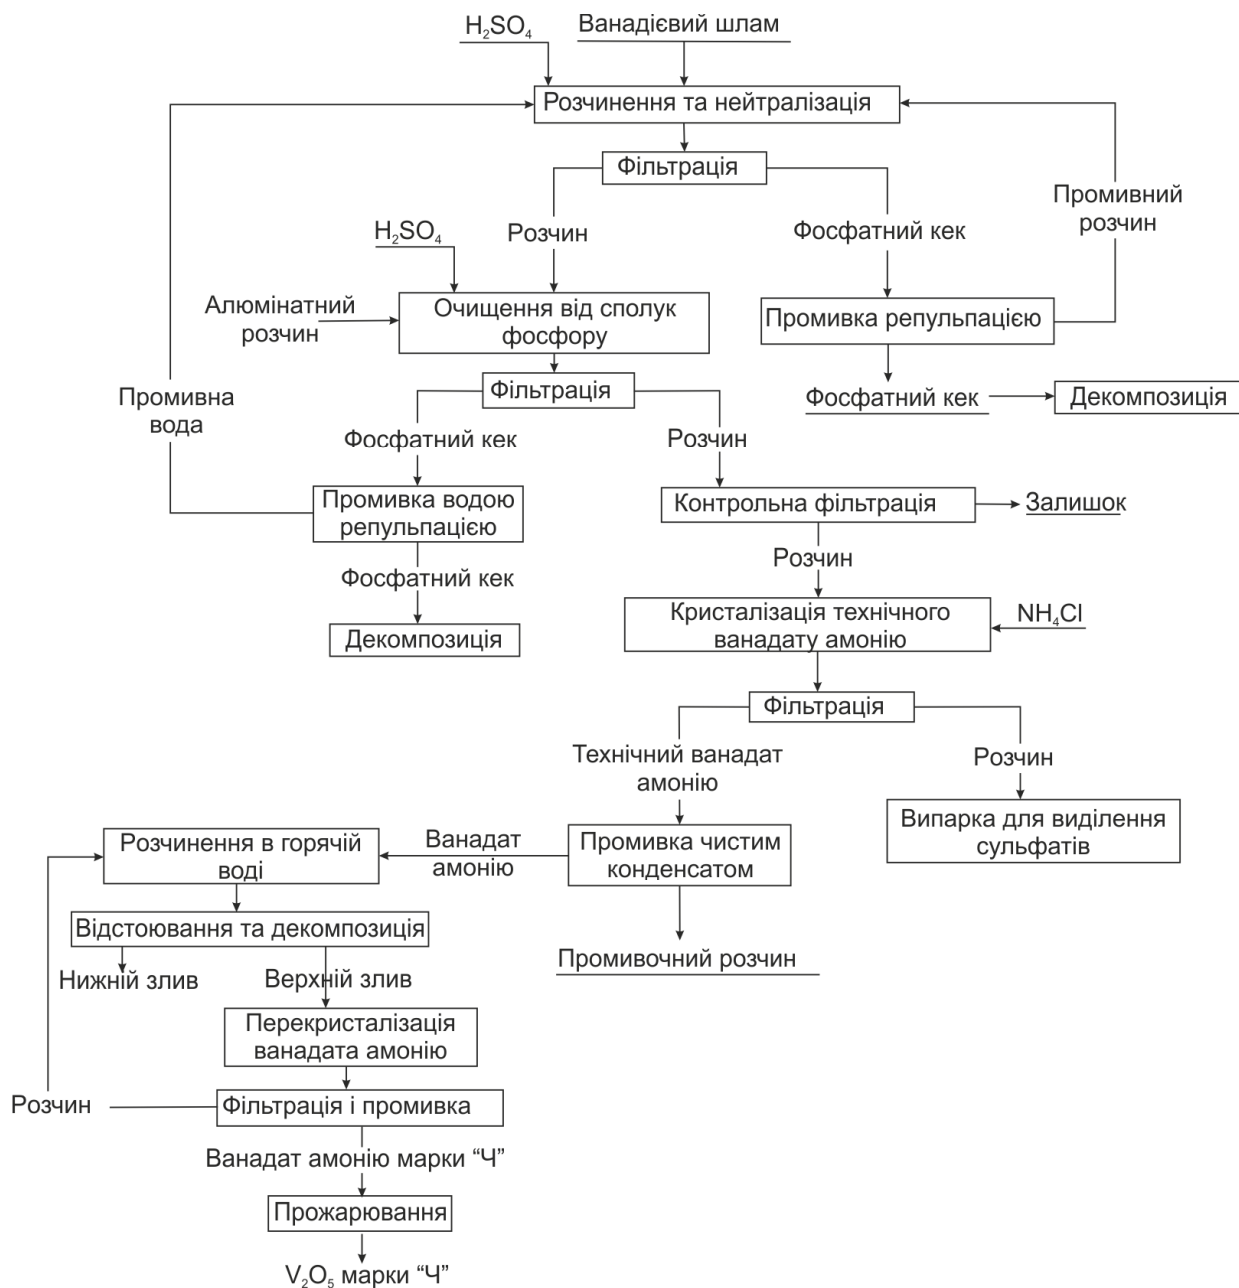 H₂SO₄
Ванадієвий шлам
Розчинення та нейтралізація
Фільтрація
Промивний
розчин
H₂SO₄
Розчин
Фосфатний кек
Алюмінатний
розчин
Очищення від сполук
фосфору
Промивка репульпацією
Фільтрація
Промивна
вода
Фосфатний кек
Декомпозиція
Фосфатний кек
Розчин
Промивка водою
репульпацією
Контрольна фільтрація
Залишок
Розчин
Фосфатний кек
Кристалізація технічного
ванадату амонію
NH₄Cl
Декомпозиція
Фільтрація
Технічний ванадат
амонію
Розчин
Випарка для виділення
сульфатів
Розчинення в горячій
воді
Ванадат
амонію
Промивка чистим
конденсатом
Відстоювання та декомпозиція
Нижній злив
Верхній злив
Промивочний розчин
Перекристалізація
ванадата амонію
Розчин
Фільтрація і промивка
Ванадат амонію марки “Ч”
Прожарювання
V₂O₅ марки “Ч”